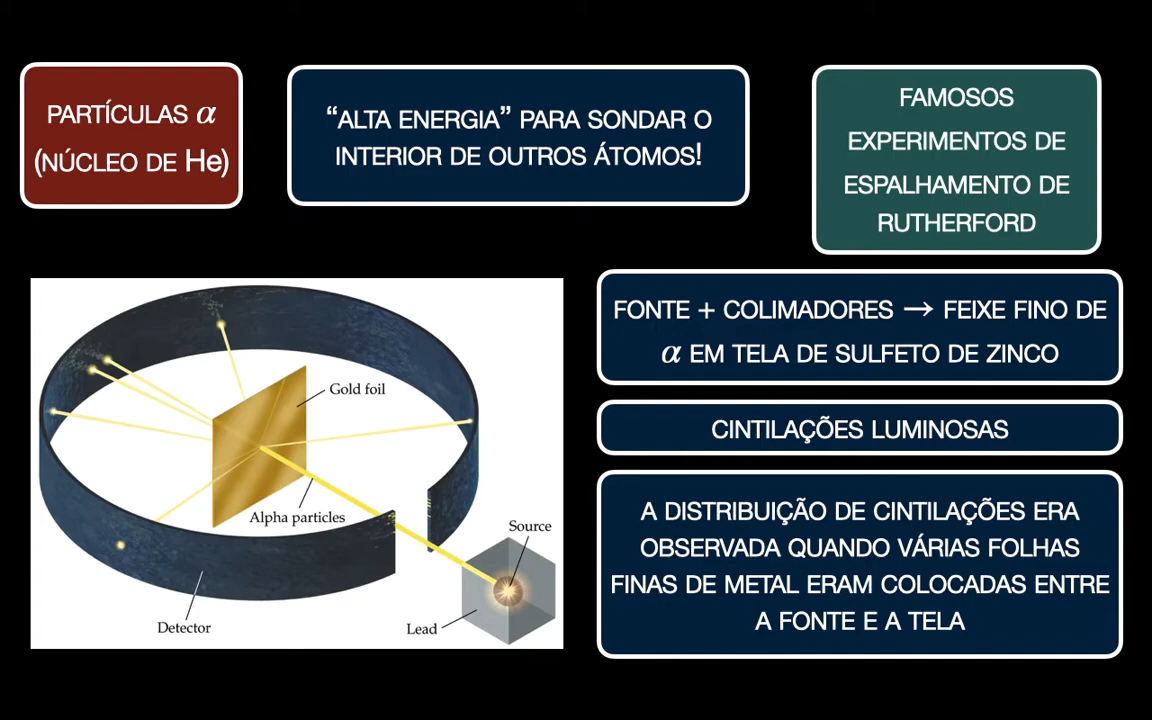 PARTÍCULAS α
(NÚCLEO DE He)
“ALTA ENERGIA” PARA SONDAR O
INTERIOR DE OUTROS ÁTOMOS!
FAMOSOS
EXPERIMENTOS DE
ESPALHAMENTO DE
RUTHERFORD
Gold foil
Alpha particles
Source
Detector
Lead
FONTE + COLIMADORES → FEIXE FINO DE
α EM TELA DE SULFETO DE ZINCO
CINTILAÇÕES LUMINOSAS
A DISTRIBUIÇÃO DE CINTILAÇÕES ERA
OBSERVADA QUANDO VÁRIAS FOLHAS
FINAS DE METAL ERAM COLOCADAS ENTRE
A FONTE E A TELA